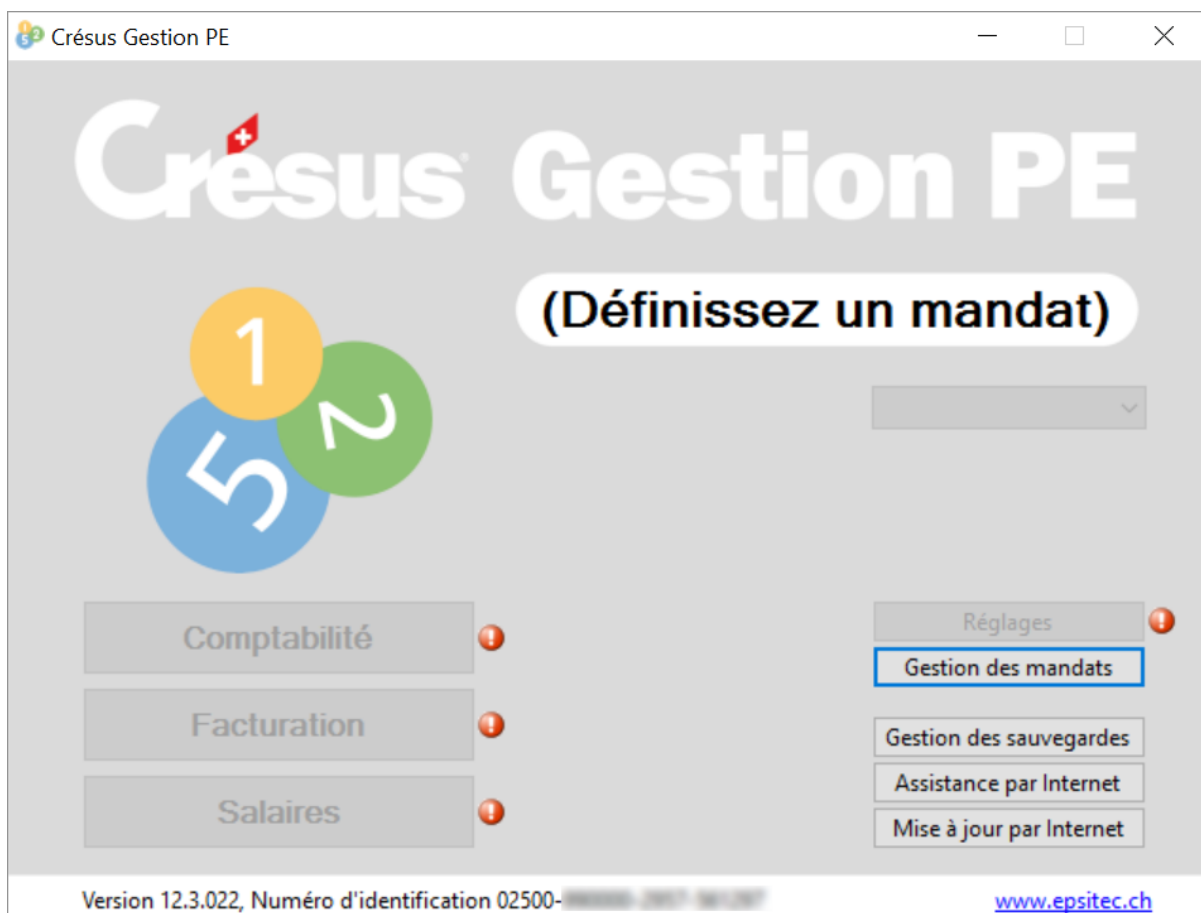 Crésus Gestion PE
Crésus Gestion PE
(Définissez un mandat)
1
2
5
Comptabilité
Réglages
Gestion des mandats
Facturation
Gestion des sauvegardes
Assistance par Internet
Salaires
Mise à jour par Internet
Version 12.3.022, Numéro d'identification 02500-
www.epsitec.ch